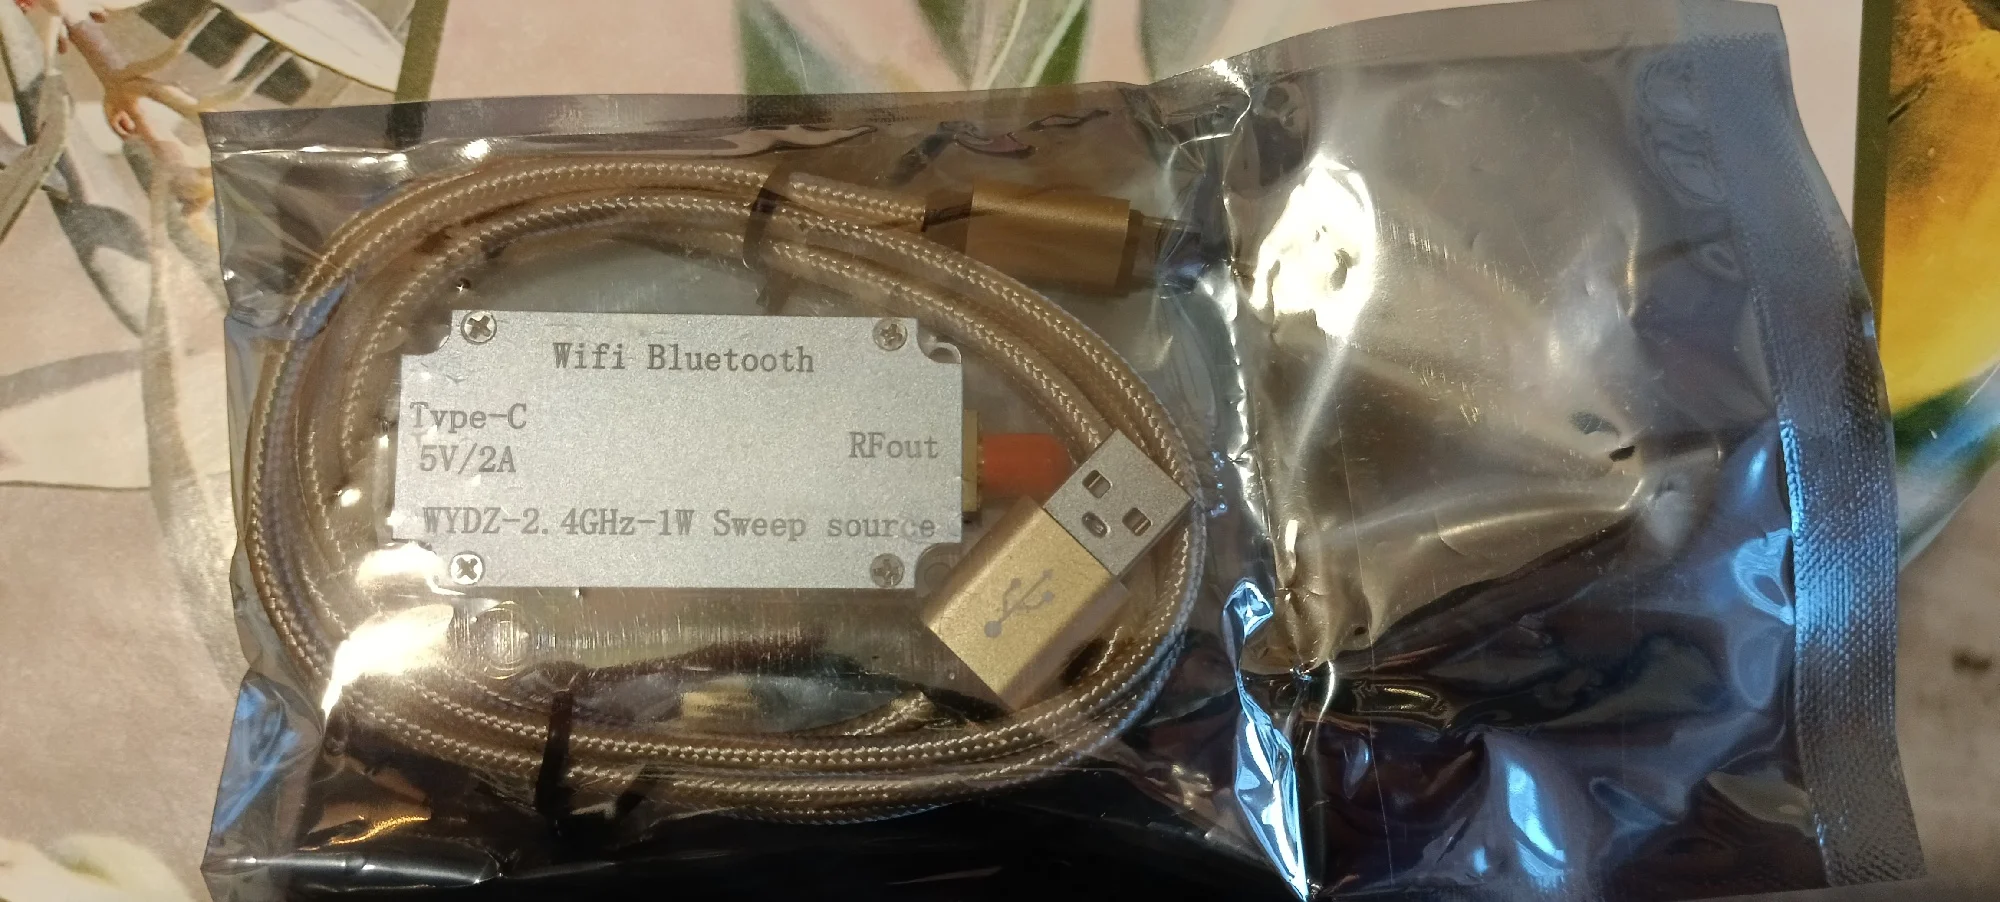 Wifi Bluetooth
Type-C
5V/2A
RFout
WYDZ-2.4GHz-1W Sweep source